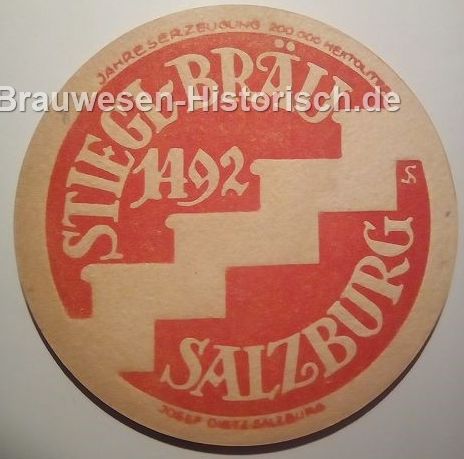 JAHRESERZEUGUNG 200.000 HEKTOLITER
Brauwesen-Historisch.de
STIEGL-BRÄU
1492
SALZBURG
JOSEF DIETZ SALZBURG